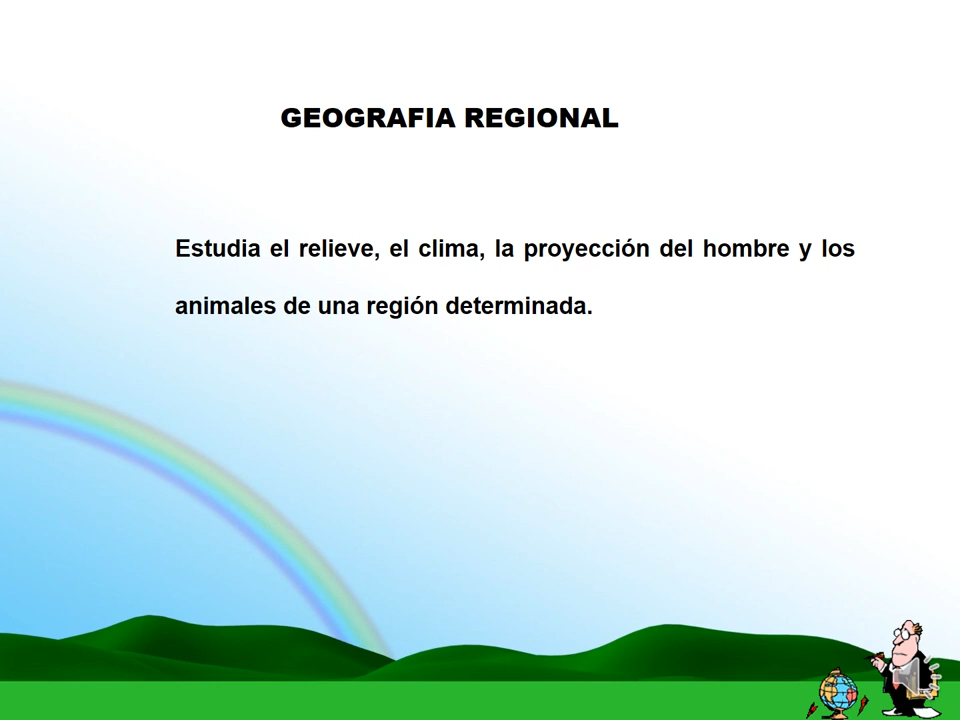 GEOGRAFIA REGIONAL
Estudia el relieve, el clima, la proyección del hombre y los
animales de una región determinada.